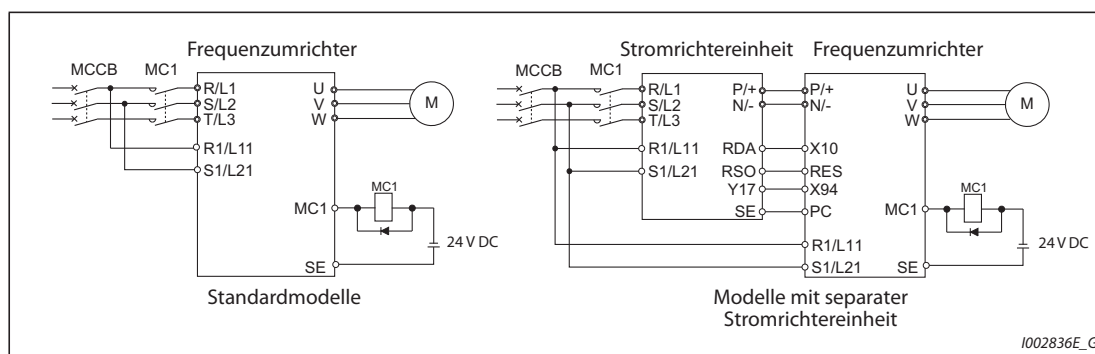 Frequenzumrichter
MCCB MC1
R/L1 U
S/L2 V
T/L3 W
M
R1/L11
S1/L21
MC1
MC1
24 V DC
SE
Standardmodelle
Stromrichtereinheit Frequenzumrichter
MCCB MC1
R/L1 P/+ P/+ U
S/L2 N/- N/- V
T/L3 W
M
R1/L11 RDA X10
S1/L21 RSO RES
Y17 X94
MC1
SE PC MC1
R1/L11
24 V DC
S1/L21 SE
Modelle mit separater
Stromrichtereinheit
I002836E_G